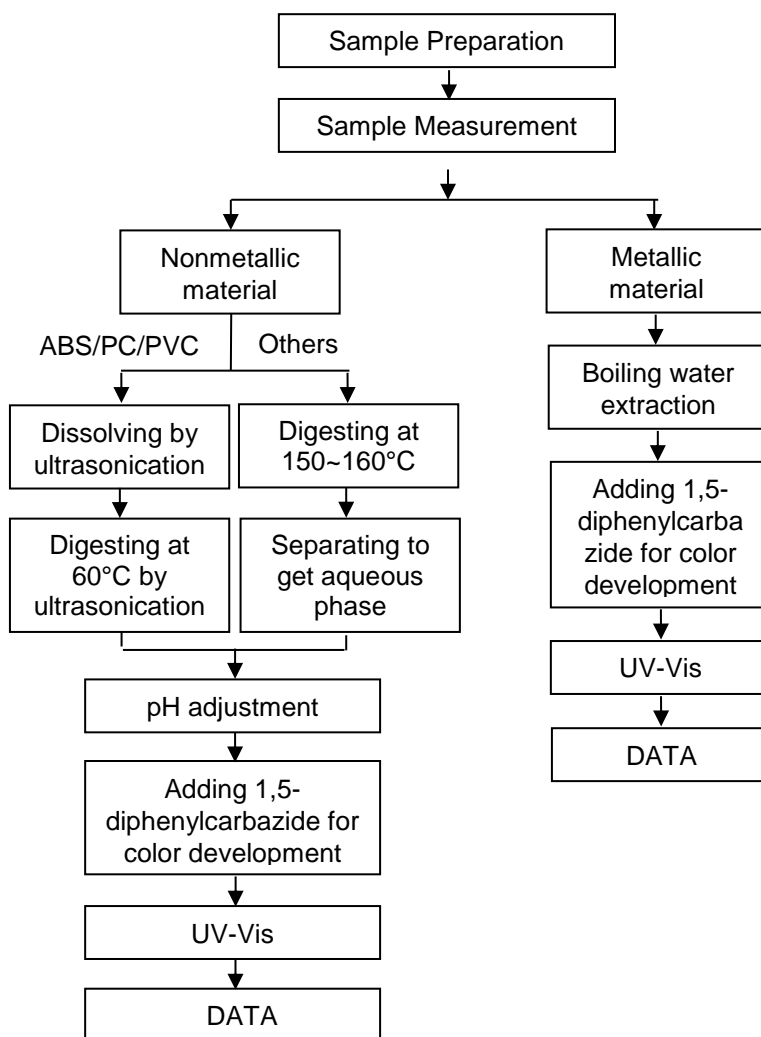 Sample Preparation
Sample Measurement
Nonmetallic
material
ABS/PC/PVC
Others
Dissolving by
ultrasonication
Digesting at
150~160°C
Digesting at
60°C by
ultrasonication
Separating to
get aqueous
phase
pH adjustment
Adding 1,5-
diphenylcarbazide for
color development
UV-Vis
DATA
Metallic
material
Boiling water
extraction
Adding 1,5-
diphenylcarba
zide for color
development
UV-Vis
DATA